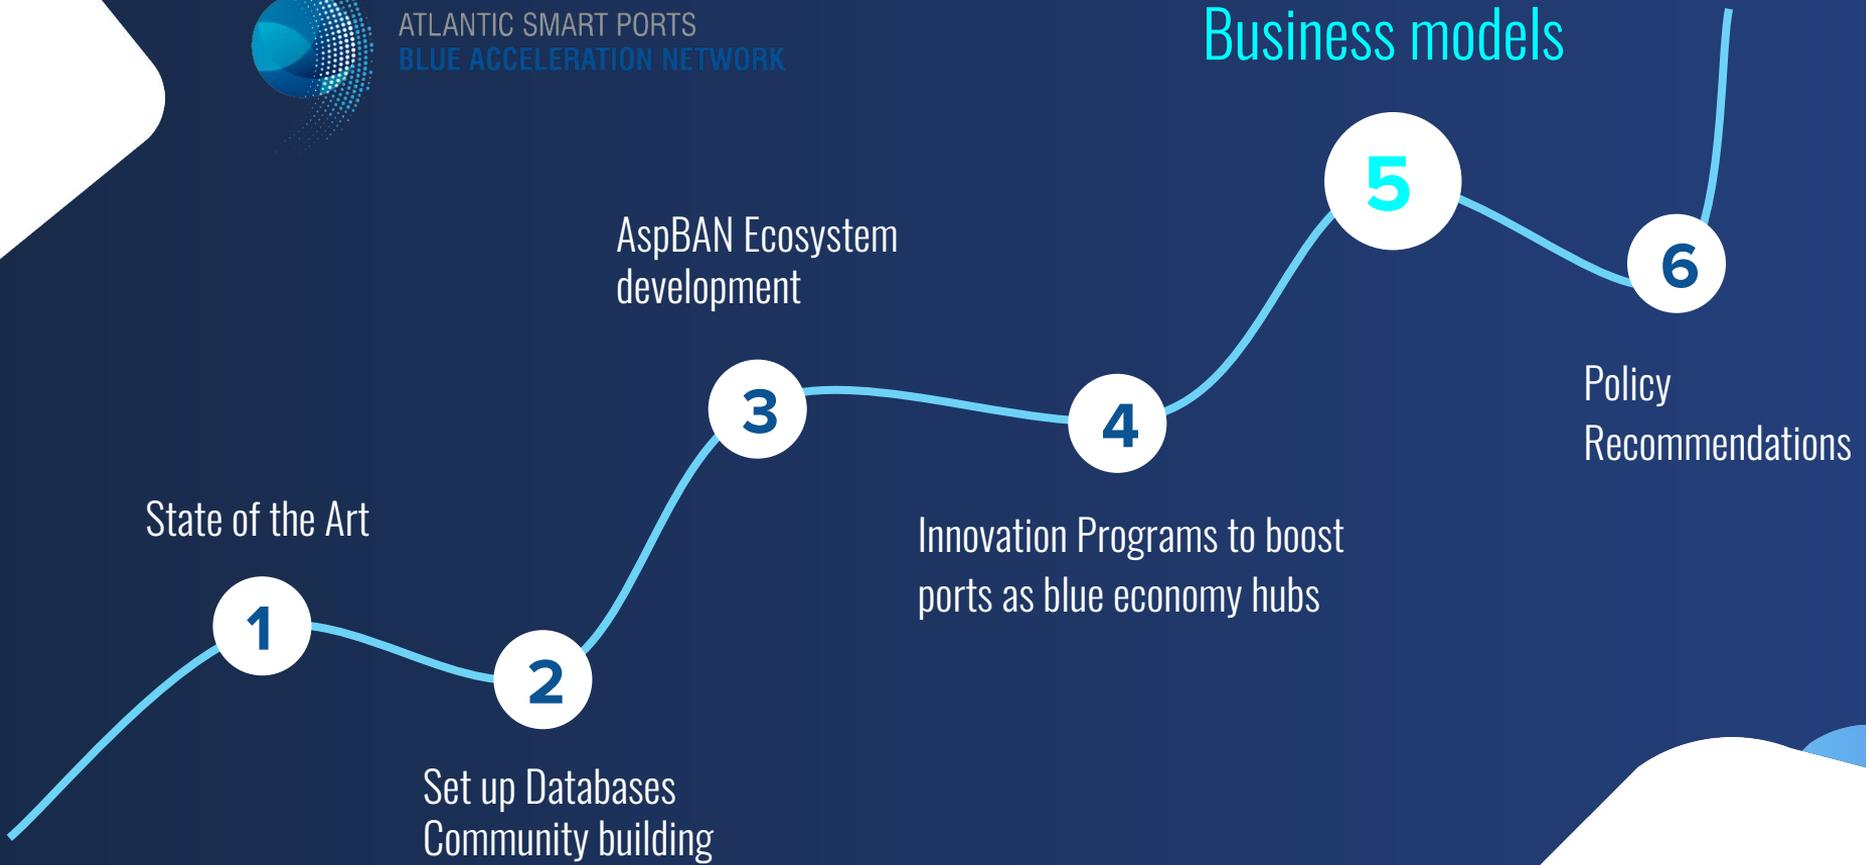 ATLANTIC SMART PORTS
BLUE ACCELERATION NETWORK
Business models
5
6
AspBAN Ecosystem
development
3
4
Policy
Recommendations
State of the Art
Innovation Programs to boost
ports as blue economy hubs
1
2
Set up Databases
Community building